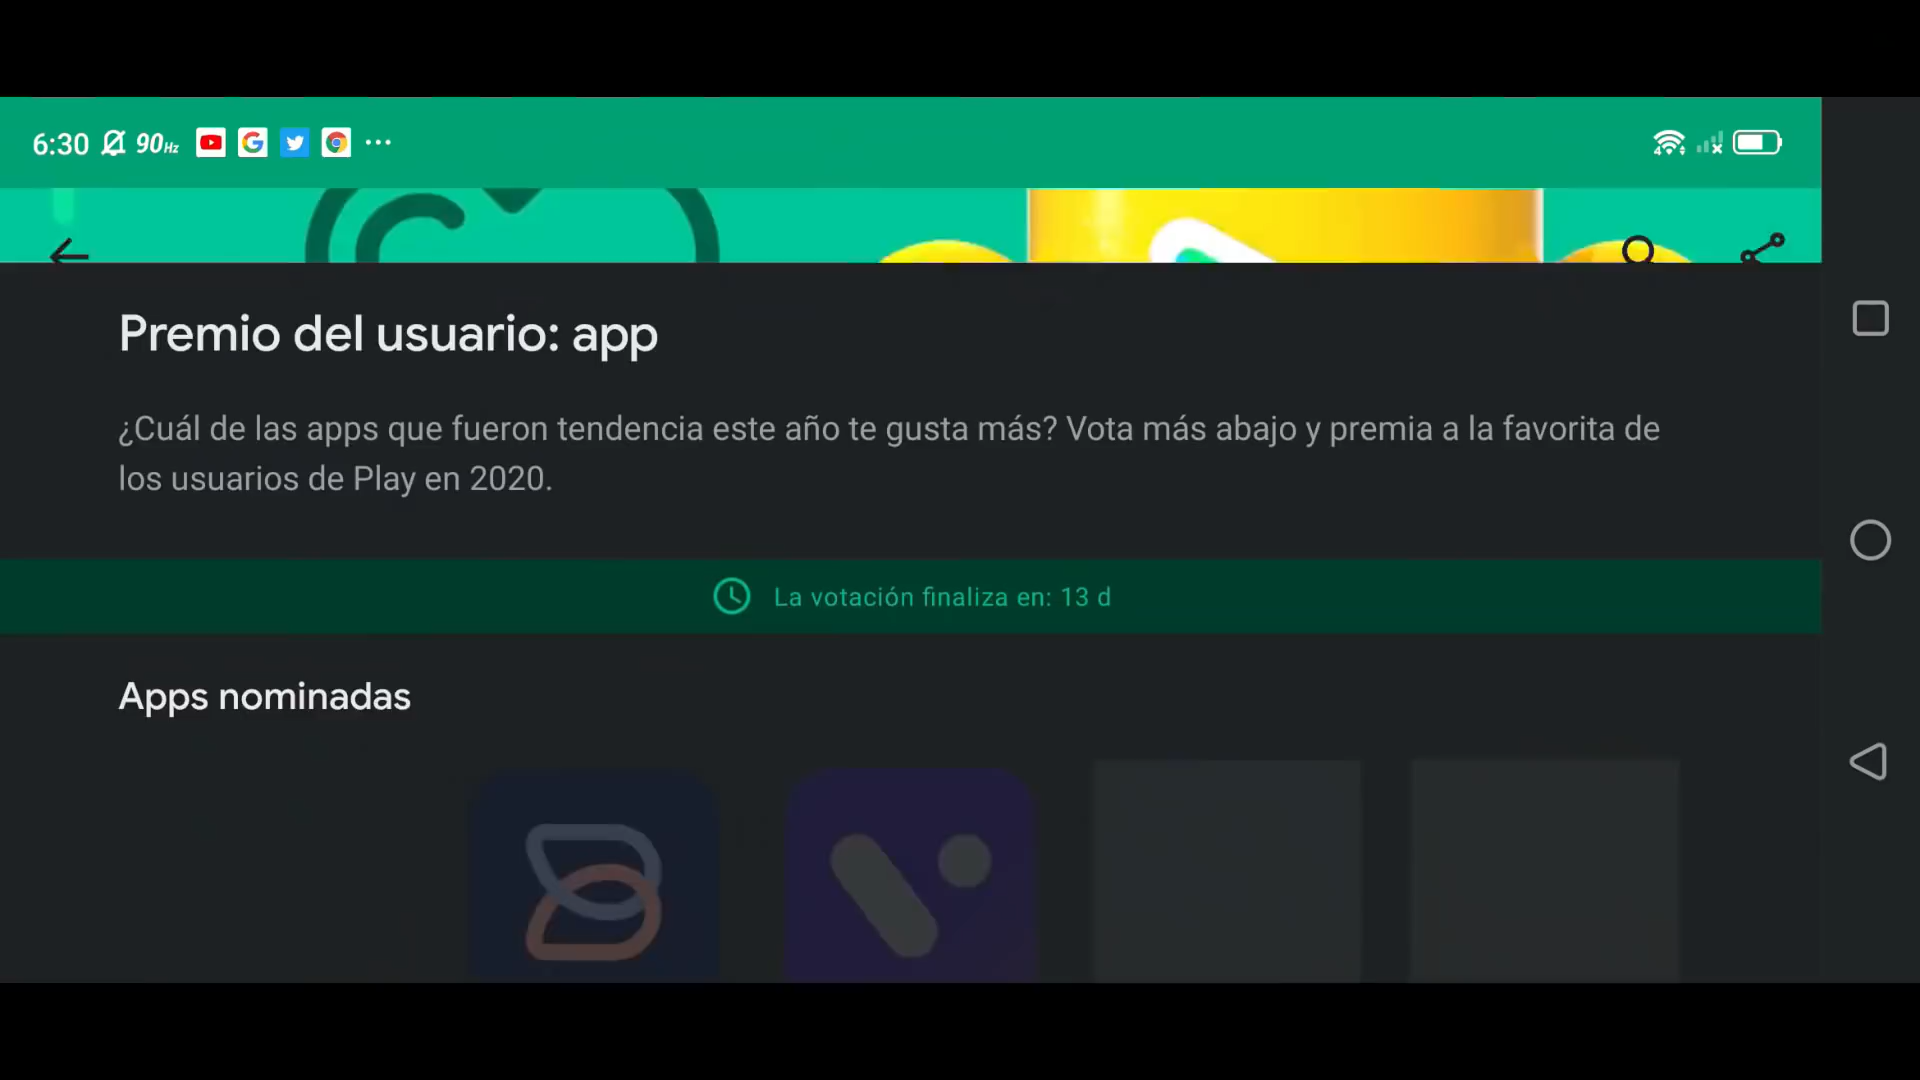 6:30 90Hz
4
Premio del usuario: app
¿Cuál de las apps que fueron tendencia este año te gusta más? Vota más abajo y premia a la favorita de
los usuarios de Play en 2020.
La votación finaliza en: 13 d
Apps nominadas